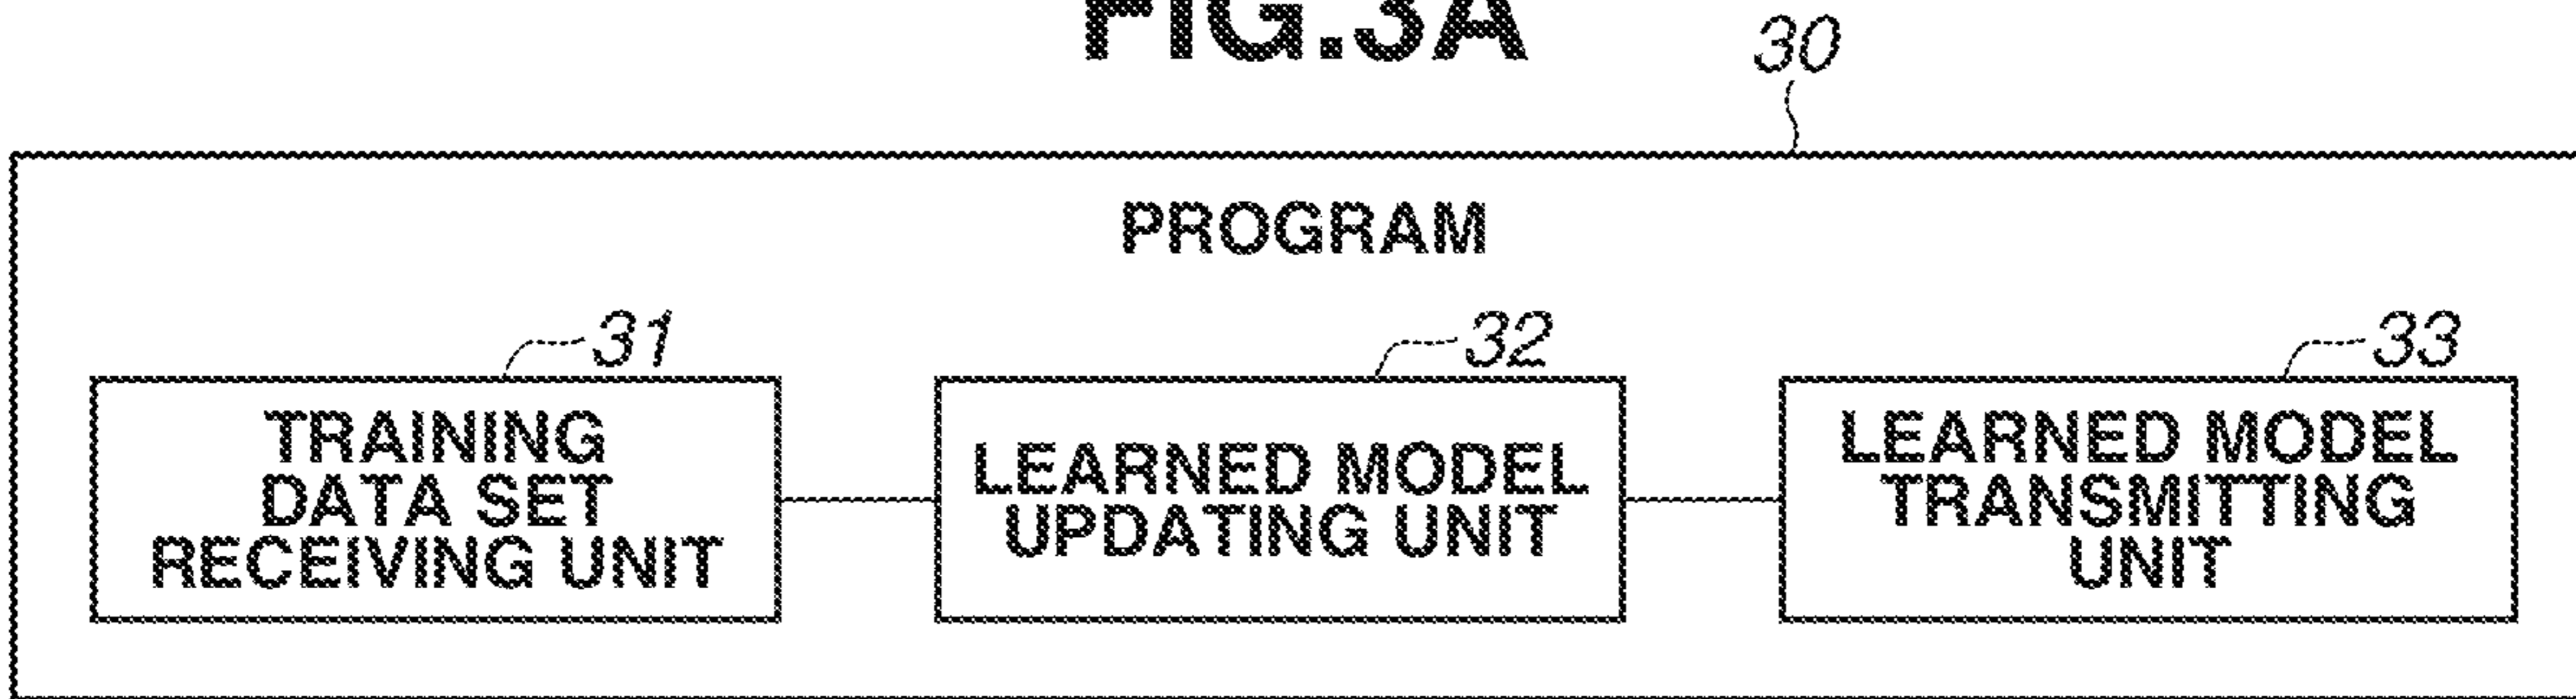 FIG.3A
30
PROGRAM
31
32
33
TRAINING
DATA SET
RECEIVING UNIT
LEARNED MODEL
UPDATING UNIT
LEARNED MODEL
TRANSMITTING
UNIT